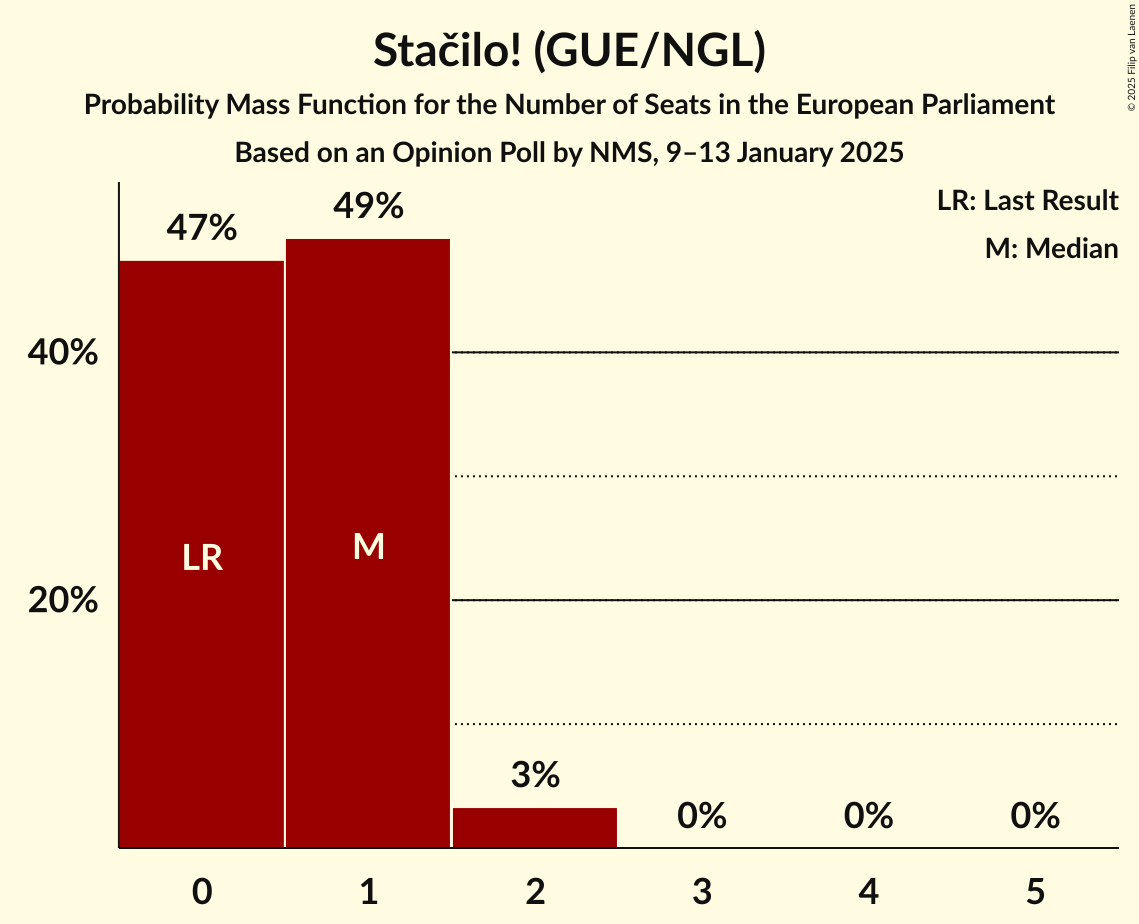 Stačilo! (GUE/NGL)
Probability Mass Function for the Number of Seats in the European Parliament
Based on an Opinion Poll by NMS, 9–13 January 2025
© 2025 Filip van Laenen
LR: Last Result
M: Median
47%
49%
40%
LR
M
20%
3%
0%
0%
0%
0
1
2
3
4
5